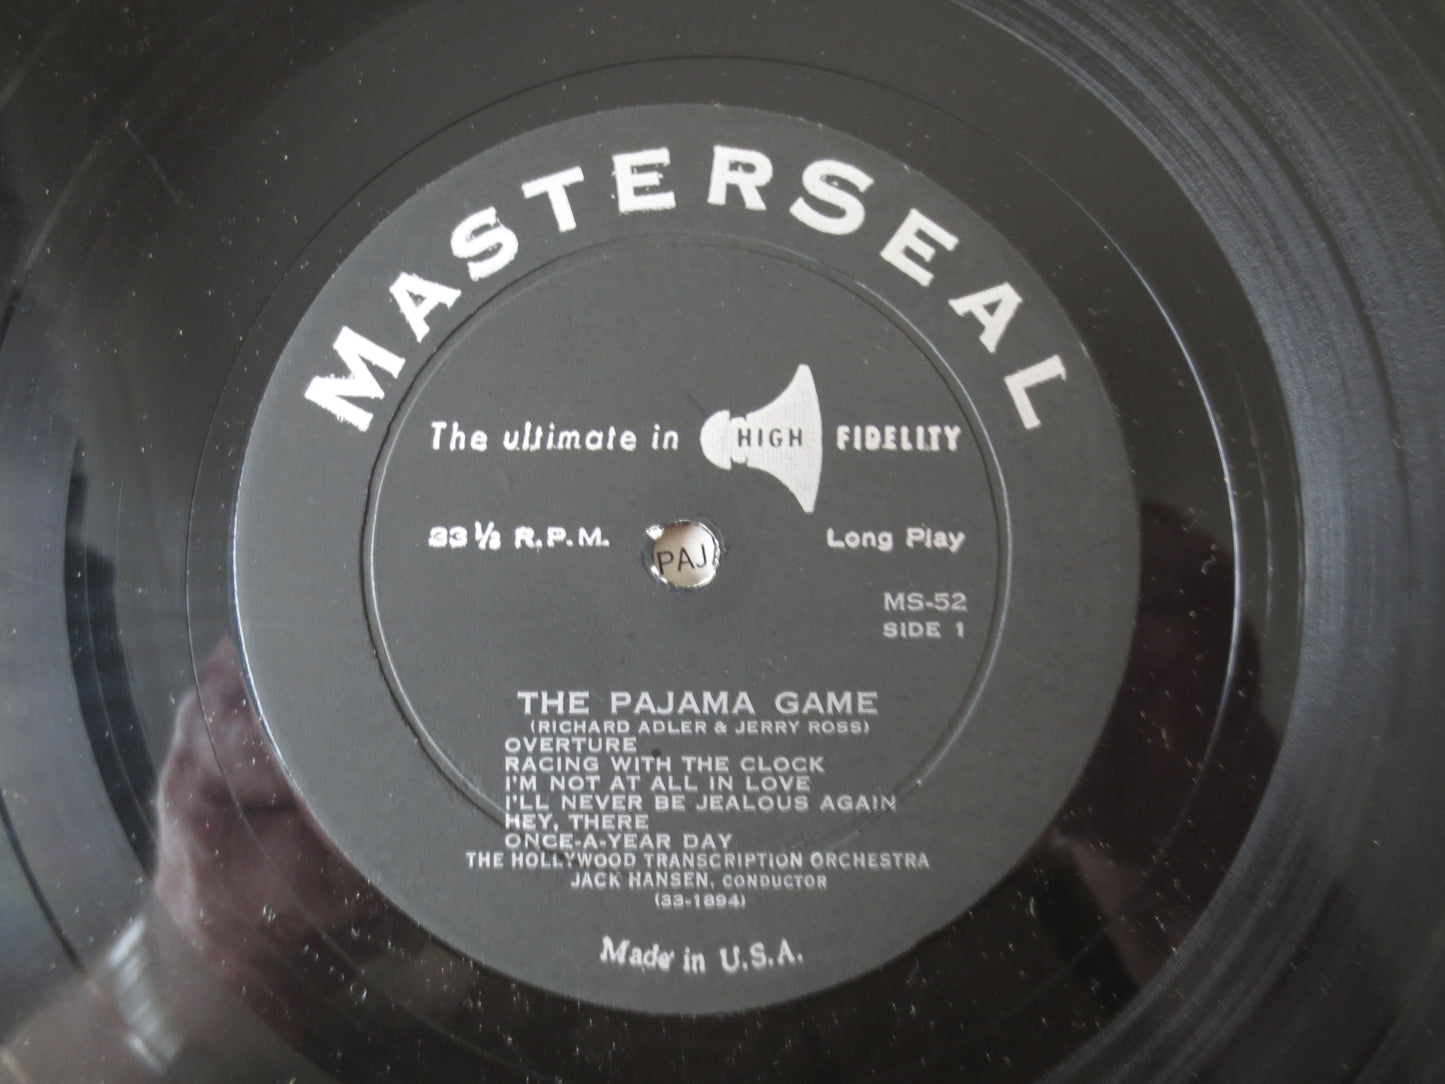 MASTERSEAL
The ultimate in HIGH FIDELITY
33 1/3 R.P.M. Long Play
PAJ
MS-52
SIDE 1
THE PAJAMA GAME
(RICHARD ADLER & JERRY ROSS)
OVERTURE
RACING WITH THE CLOCK
I'M NOT AT ALL IN LOVE
I'LL NEVER BE JEALOUS AGAIN
HEY, THERE
ONCE-A-YEAR DAY
THE HOLLYWOOD TRANSCRIPTION ORCHESTRA
JACK HANSEN, CONDUCTOR
(33-1894)
Made in U.S.A.